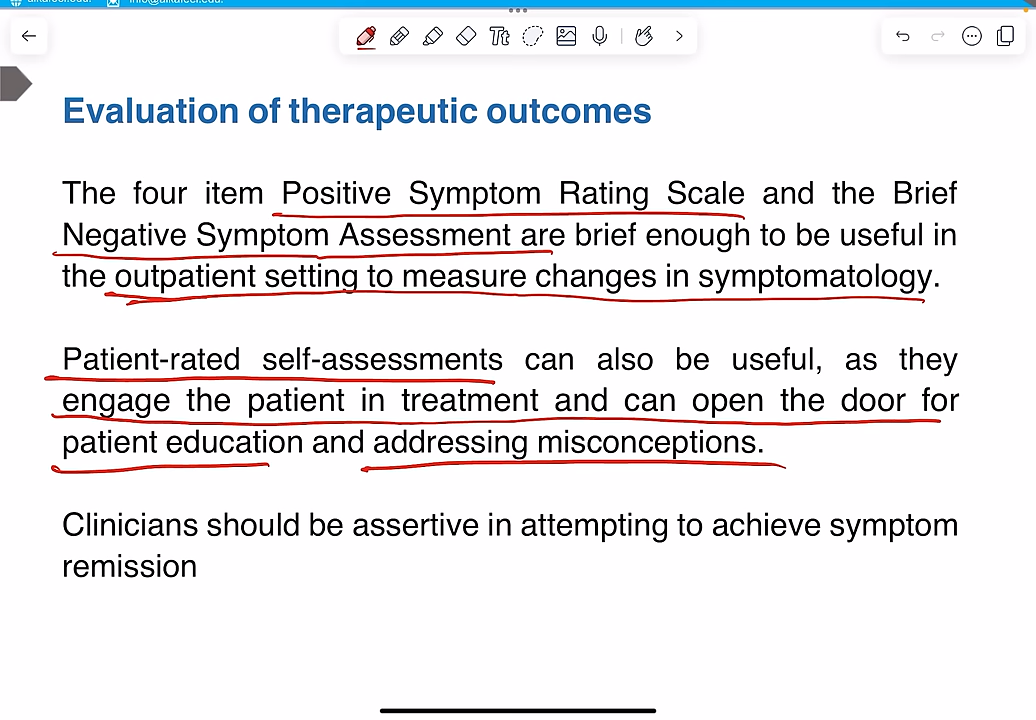 Tt
Evaluation of therapeutic outcomes
The four item Positive Symptom Rating Scale and the Brief
Negative Symptom Assessment are brief enough to be useful in
the outpatient setting to measure changes in symptomatology.
Patient-rated self-assessments can also be useful, as they
engage the patient in treatment and can open the door for
patient education and addressing misconceptions.
Clinicians should be assertive in attempting to achieve symptom
remission